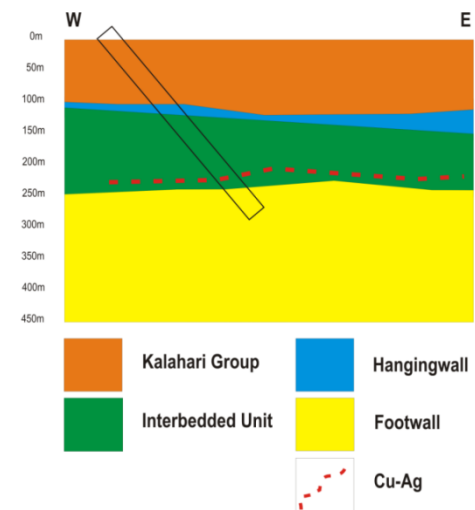 W E
0m
50m
100m
150m
200m
250m
300m
350m
400m
450m
Kalahari Group
Hangingwall
Interbedded Unit
Footwall
Cu-Ag